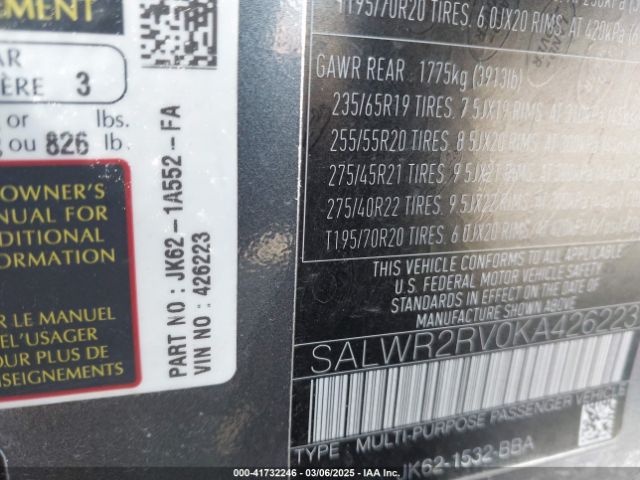 EMENT
AR
ÈRE 3
or lbs.
ou 826 lb.
OWNER'S
ANUAL FOR
DITIONAL
FORMATION
R LE MANUEL
EL'USAGER
OUR PLUS DE
NSEIGNEMENTS
PART NO : JK62-1A552-FA
VIN NO : 426223
T195/70R20 TIRES, 6.0JX20 RIMS, AT 420kPa
GAWR REAR 1775kg (3913lb)
235/65R19 TIRES, 7.5JX19 RIMS,
255/55R20 TIRES, 8.5JX20 RIMS,
275/45R21 TIRES, 9.5JX21
275/40R22 TIRES, 9.5JX22
T195/70R20 TIRES, 6.0JX20 RIMS,
THIS VEHICLE CONFORMS TO ALL APPLICABLE
U.S. FEDERAL MOTOR VEHICLE SAFETY
STANDARDS IN EFFECT ON THE DATE OF
MANUFACTURE SHOWN ABOVE.
SALWR2RV0KA426223
TYPE: MULTI-PURPOSE PASSENGER VEHICLE
JK62-1532-BBA
000-41732246 - 03/06/2025 - IAA Inc.